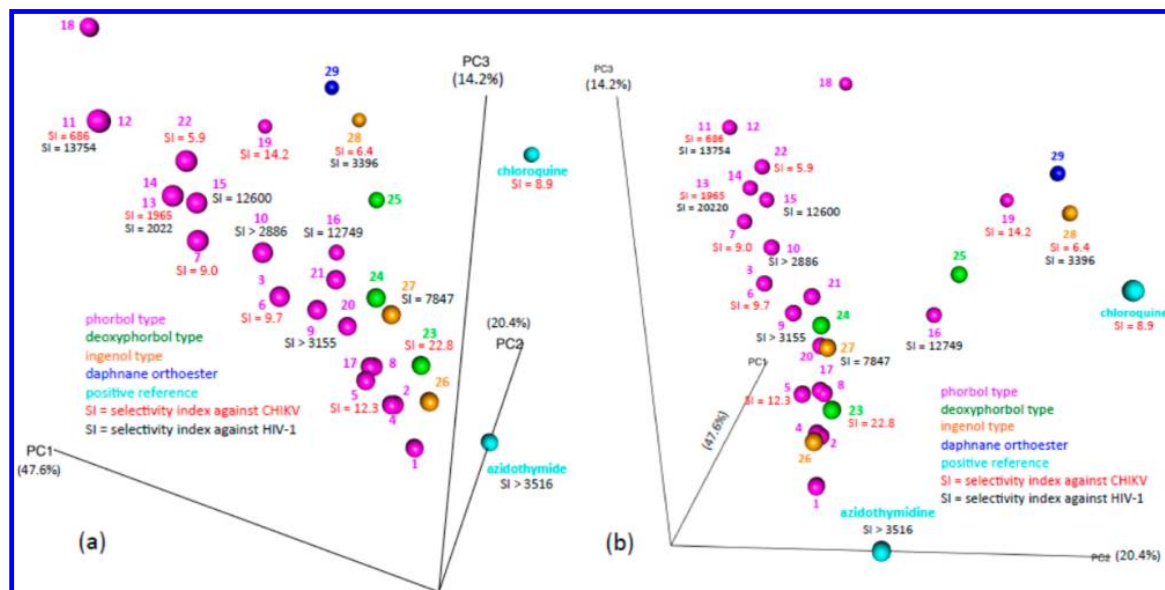 18
11
12
SI = 686
SI = 13754
22
SI = 5.9
19
SI = 14.2
29
28
SI = 6.4
SI = 3396
PC3
(14.2%)
chloroquine
SI = 8.9
14
13
SI = 1965
SI = 2022
15
SI = 12600
7
SI = 9.0
10
SI > 2886
16
SI = 12749
25
3
6
SI = 9.7
21
9
SI > 3155
20
24
27
SI = 7847
23
SI = 22.8
(20.4%)
PC2
17
8
5
SI = 12.3
2
4
26
1
phorbol type
deoxyphorbol type
ingenol type
daphnane orthoester
positive reference
SI = selectivity index against CHIKV
SI = selectivity index against HIV-1
PC1
(47.6%)
azidothymide
SI > 3516
(a)
PC3
(14.2%)
18
11
12
SI = 686
SI = 13754
22
SI = 5.9
14
13
SI = 1965
SI = 20220
15
SI = 12600
7
SI = 9.0
10
SI > 2886
3
6
SI = 9.7
21
9
SI > 3155
24
20
27
SI = 7847
29
19
SI = 14.2
28
SI = 6.4
SI = 3396
25
16
SI = 12749
chloroquine
SI = 8.9
PC1
(47.6%)
17
5
8
SI = 12.3
23
SI = 22.8
4
2
26
1
phorbol type
deoxyphorbol type
ingenol type
daphnane orthoester
positive reference
SI = selectivity index against CHIKV
SI = selectivity index against HIV-1
azidothymidine
SI > 3516
(b)
PC2
(20.4%)